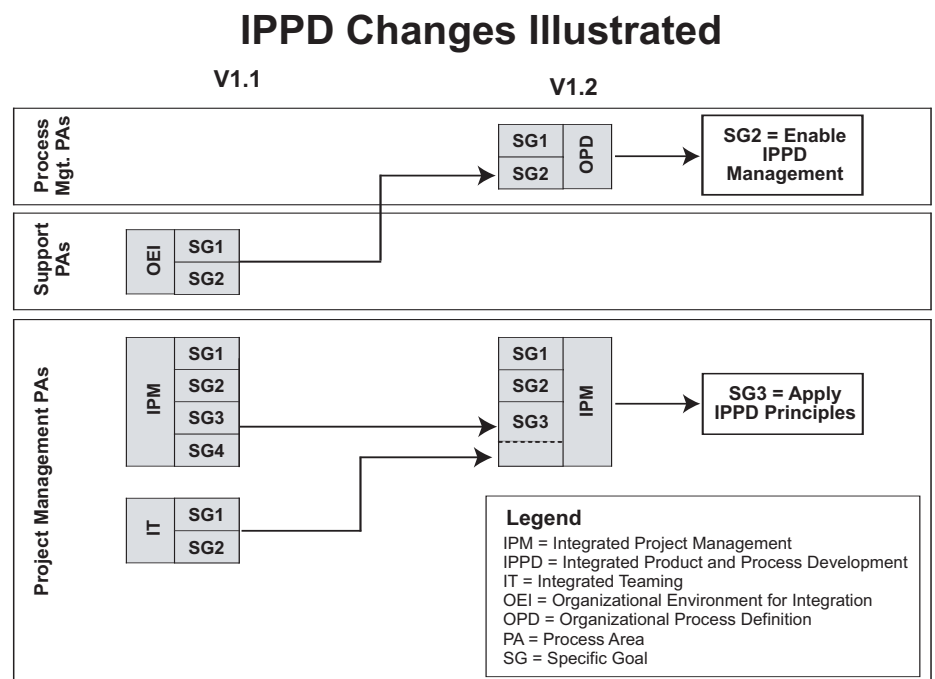 IPPD Changes Illustrated
V1.1
V1.2
Process
Mgt. PAs
SG1
SG2
OPD
SG2 = Enable
IPPD
Management
Support
PAs
OEI
SG1
SG2
Project Management PAs
IPM
SG1
SG2
SG3
SG4
SG1
SG2
SG3
IPM
SG3 = Apply
IPPD Principles
IT
SG1
SG2
Legend
IPM = Integrated Project Management
IPPD = Integrated Product and Process Development
IT = Integrated Teaming
OEI = Organizational Environment for Integration
OPD = Organizational Process Definition
PA = Process Area
SG = Specific Goal